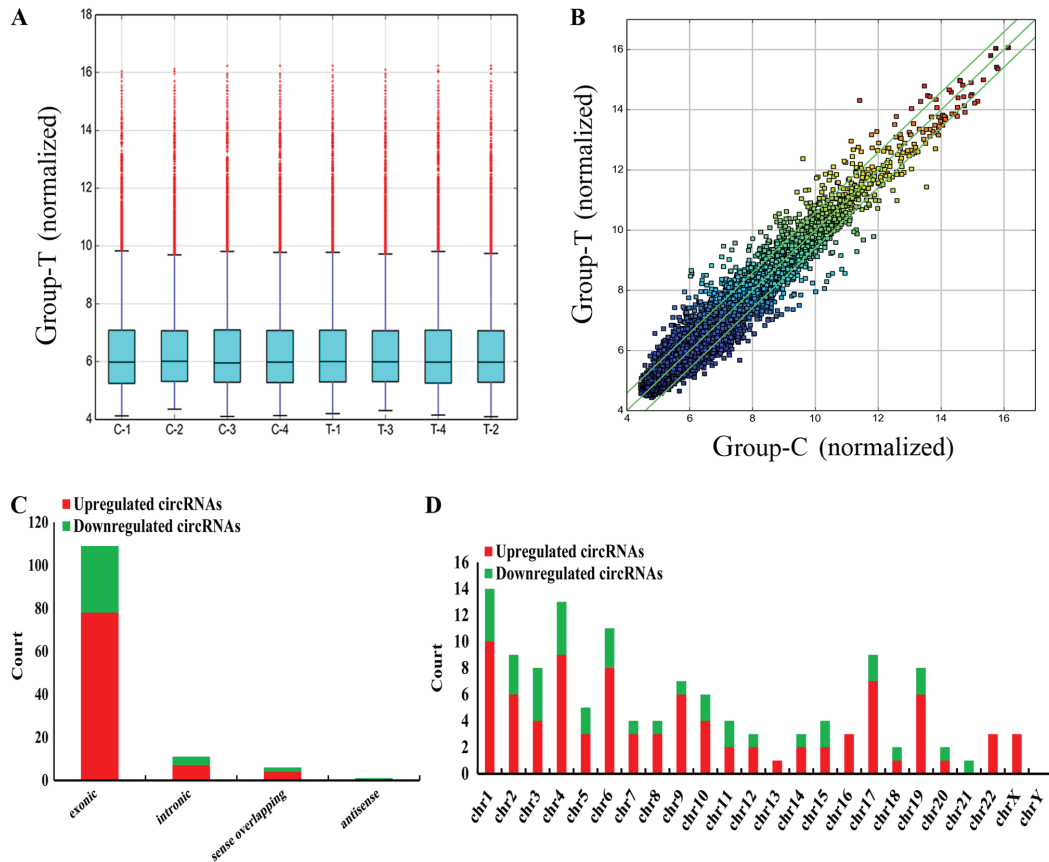 A
18
16
14
12
10
8
6
4
Group-T (normalized)
C-1 C-2 C-3 C-4 T-1 T-3 T-4 T-2
B
16
14
12
10
8
6
4
Group-T (normalized)
4 6 8 10 12 14 16
Group-C (normalized)
C
Upregulated circRNAs
Downregulated circRNAs
120
100
80
60
40
20
0
Court
exonic
intronic
sense overlapping
antisense
D
Upregulated circRNAs
Downregulated circRNAs
16
14
12
10
8
6
4
2
0
Court
chr1
chr2
chr3
chr4
chr5
chr6
chr7
chr8
chr9
chr10
chr11
chr12
chr13
chr14
chr15
chr16
chr17
chr18
chr19
chr20
chr21
chr22
chrX
chrY